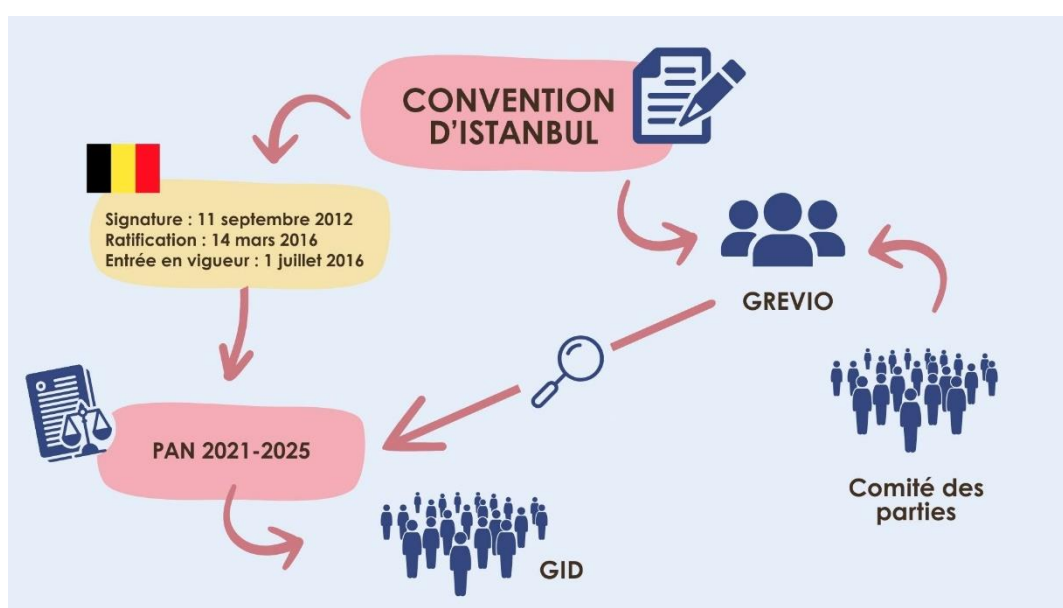 CONVENTION
D'ISTANBUL
Signature : 11 septembre 2012
Ratification : 14 mars 2016
Entrée en vigueur : 1 juillet 2016
GREVIO
PAN 2021-2025
Comité des
parties
GID